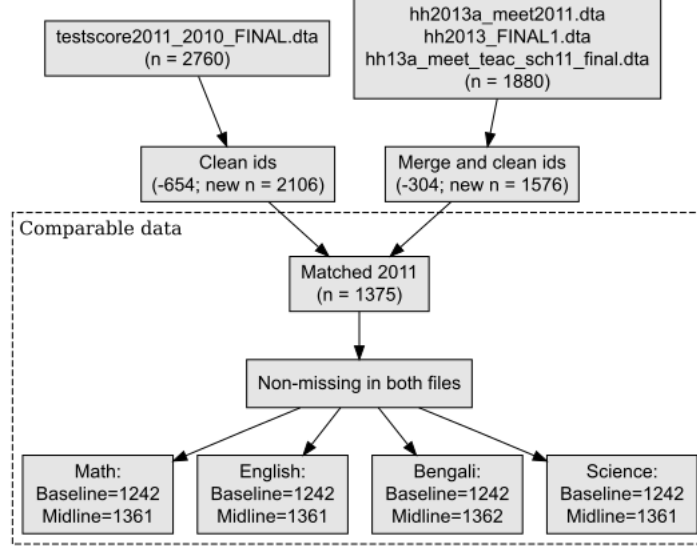 testscore2011_2010_FINAL.dta
(n = 2760)
hh2013a_meet2011.dta
hh2013_FINAL1.dta
hh13a_meet_teac_sch11_final.dta
(n = 1880)
Clean ids
(-654; new n = 2106)
Merge and clean ids
(-304; new n = 1576)
Comparable data
Matched 2011
(n = 1375)
Non-missing in both files
Math:
Baseline=1242
Midline=1361
English:
Baseline=1242
Midline=1361
Bengali:
Baseline=1242
Midline=1362
Science:
Baseline=1242
Midline=1361